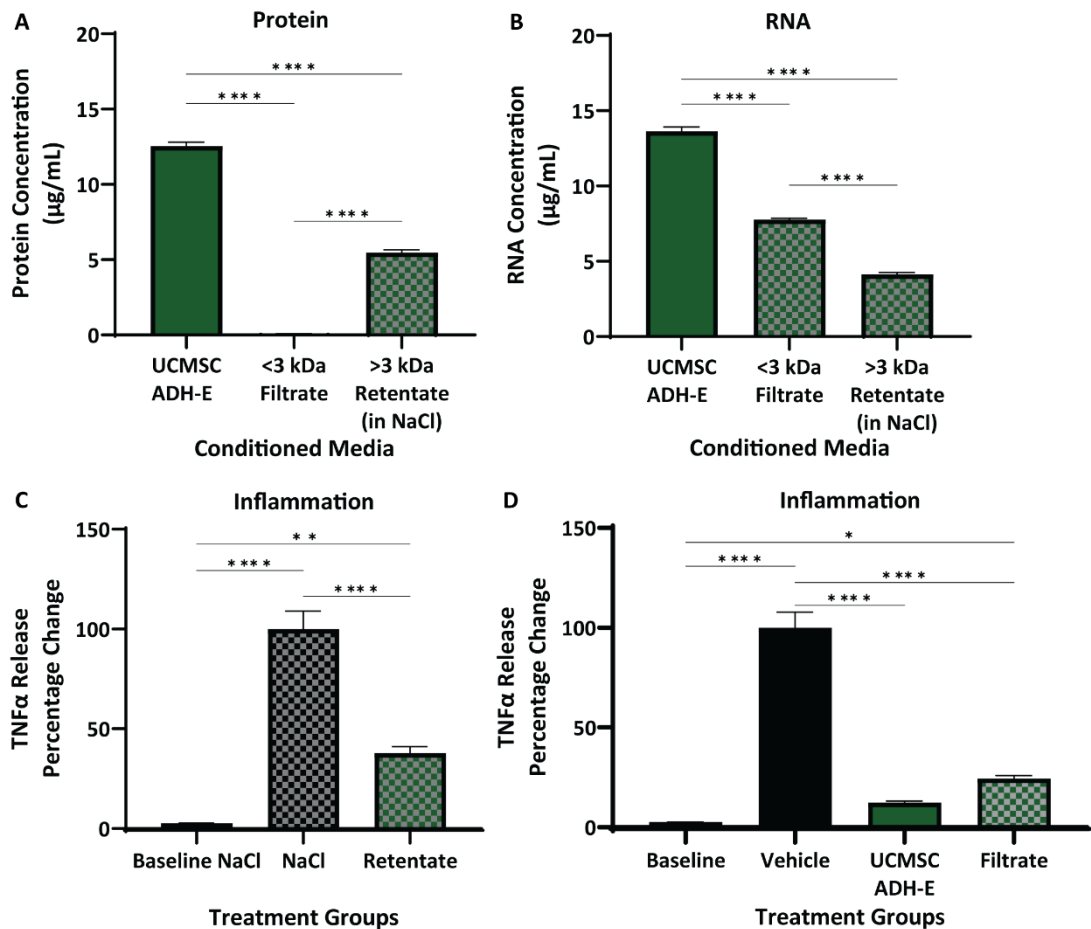 A
Protein
Protein Concentration
(µg/mL)
20
15
10
5
0
****
****
****
UCMSC
ADH-E
<3 kDa
Filtrate
>3 kDa
Retentate
(in NaCl)
Conditioned Media
B
RNA
RNA Concentration
(µg/mL)
20
15
10
5
0
****
****
****
UCMSC
ADH-E
<3 kDa
Filtrate
>3 kDa
Retentate
(in NaCl)
Conditioned Media
C
Inflammation
TNFα Release
Percentage Change
150
100
50
0
**
****
****
Baseline NaCl
NaCl
Retentate
Treatment Groups
D
Inflammation
TNFα Release
Percentage Change
150
100
50
0
*
****
****
****
Baseline
Vehicle
UCMSC
ADH-E
Filtrate
Treatment Groups